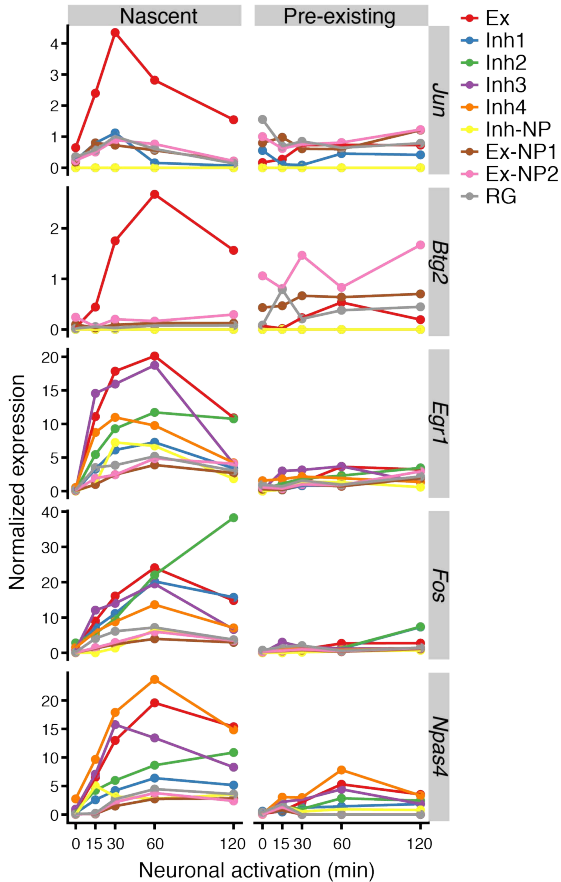 Nascent
Pre-existing
Ex
Inh1
Inh2
Inh3
Inh4
Inh-NP
Ex-NP1
Ex-NP2
RG
4
3
2
1
0
Jun
2
1
0
Btg2
20
15
10
5
0
Egr1
40
30
20
10
0
Fos
20
15
10
5
0
Npas4
Normalized expression
0 15 30 60 120 0 15 30 60 120
Neuronal activation (min)